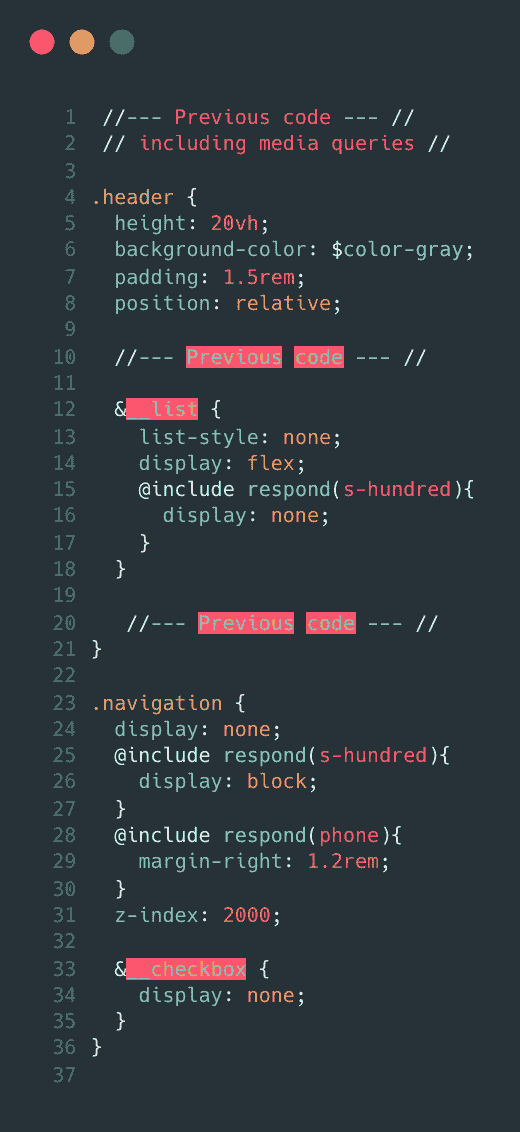 1 //--- Previous code --- //
2 // including media queries //
3
4 .header {
5 height: 20vh;
6 background-color: $color-gray;
7 padding: 1.5rem;
8 position: relative;
9
10 //--- Previous code --- //
11
12 &__list {
13 list-style: none;
14 display: flex;
15 @include respond(s-hundred){
16 display: none;
17 }
18 }
19
20 //--- Previous code --- //
21 }
22
23 .navigation {
24 display: none;
25 @include respond(s-hundred){
26 display: block;
27 }
28 @include respond(phone){
29 margin-right: 1.2rem;
30 }
31 z-index: 2000;
32
33 &__checkbox {
34 display: none;
35 }
36 }
37